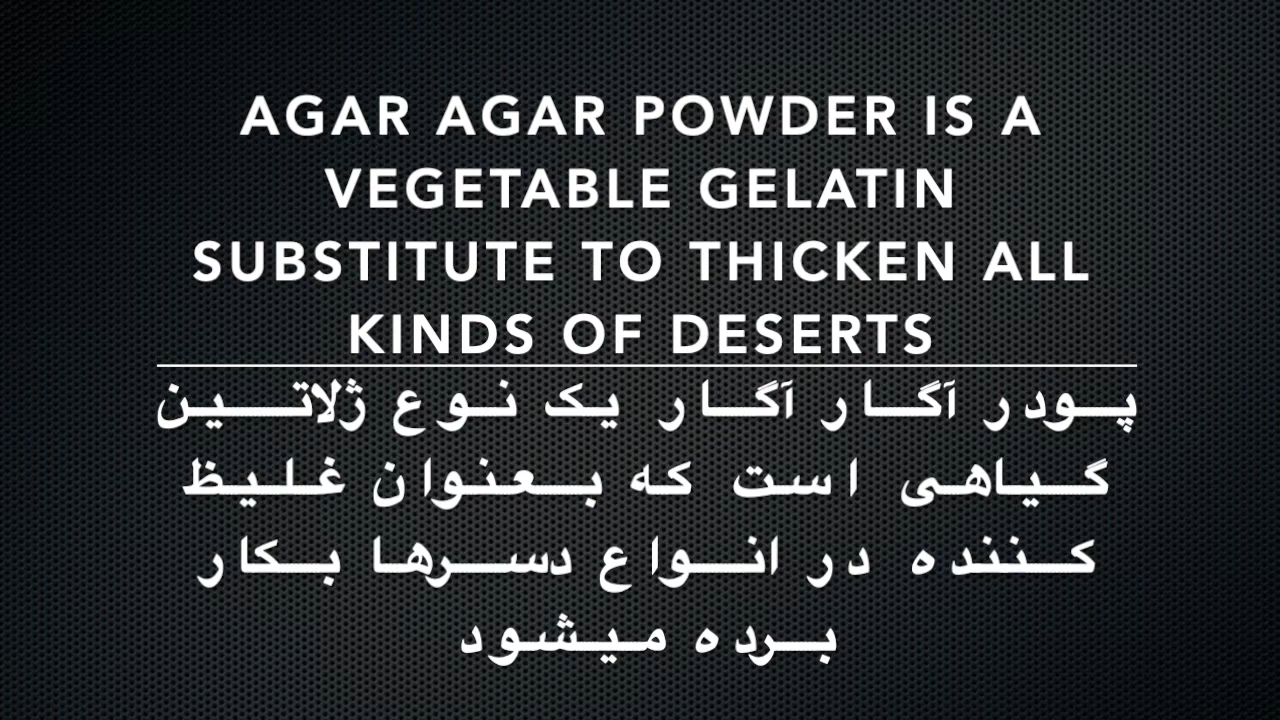 AGAR AGAR POWDER IS A
VEGETABLE GELATIN
SUBSTITUTE TO THICKEN ALL
KINDS OF DESERTS
پودر آگار آگار یک نوع ژلاتین
گیاهی است که بعنوان غلیظ
کننده در انواع دسرها بکار
برده میشود